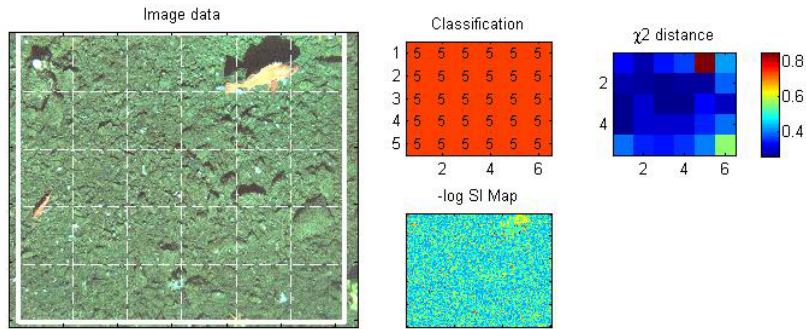 Image data
Classification
1 5 5 5 5 5 5
2 5 5 5 5 5 5
3 5 5 5 5 5 5
4 5 5 5 5 5 5
5 5 5 5 5 5 5
2 4 6
χ2 distance
2
4
2 4 6
0.8
0.6
0.4
-log SI Map